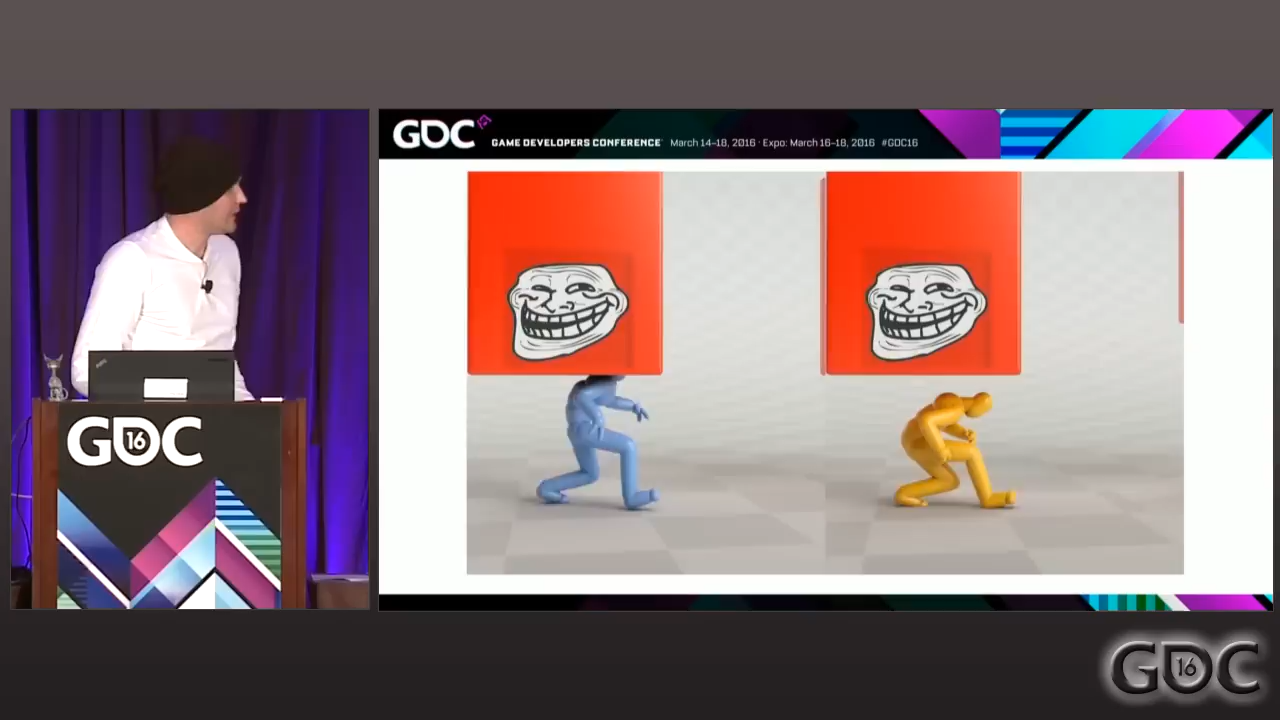 GDC
GAME DEVELOPERS CONFERENCE March 14–18, 2016 · Expo: March 16–18, 2016 #GDC16
GDC
16
GDC
16